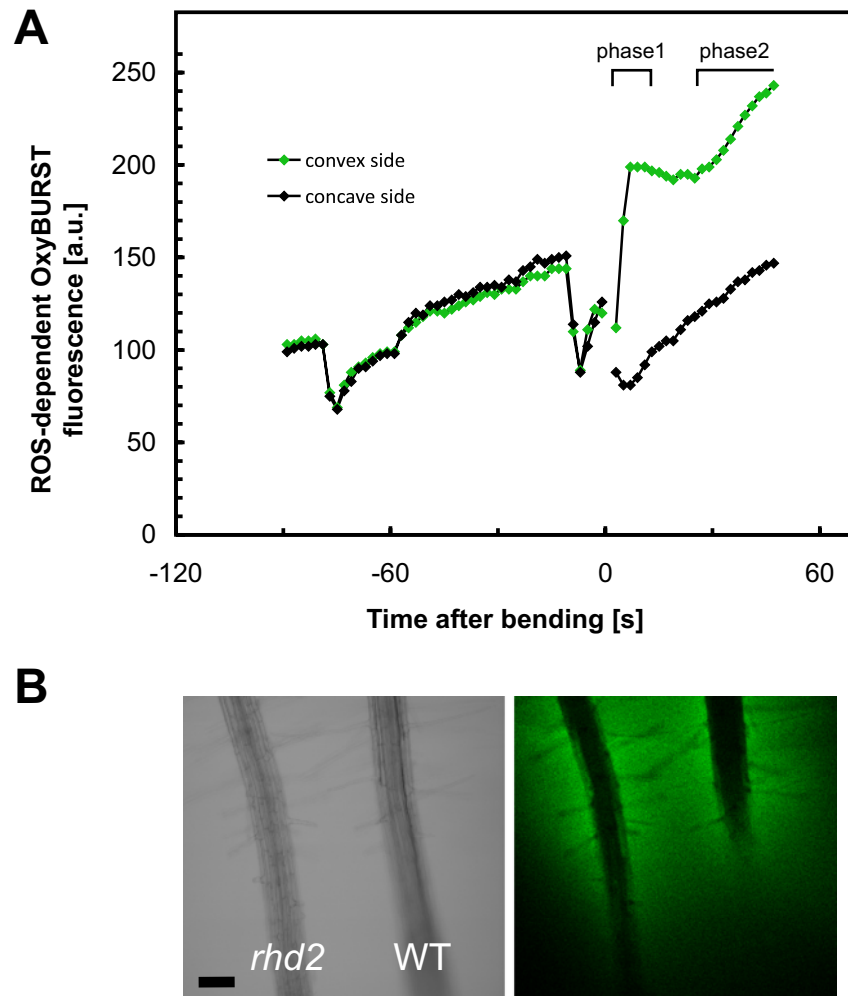 A
phase1
phase2
250
200
150
100
50
0
convex side
concave side
ROS-dependent OxyBURST
fluorescence [a.u.]
-120
-60
0
60
Time after bending [s]
B
rhd2
WT